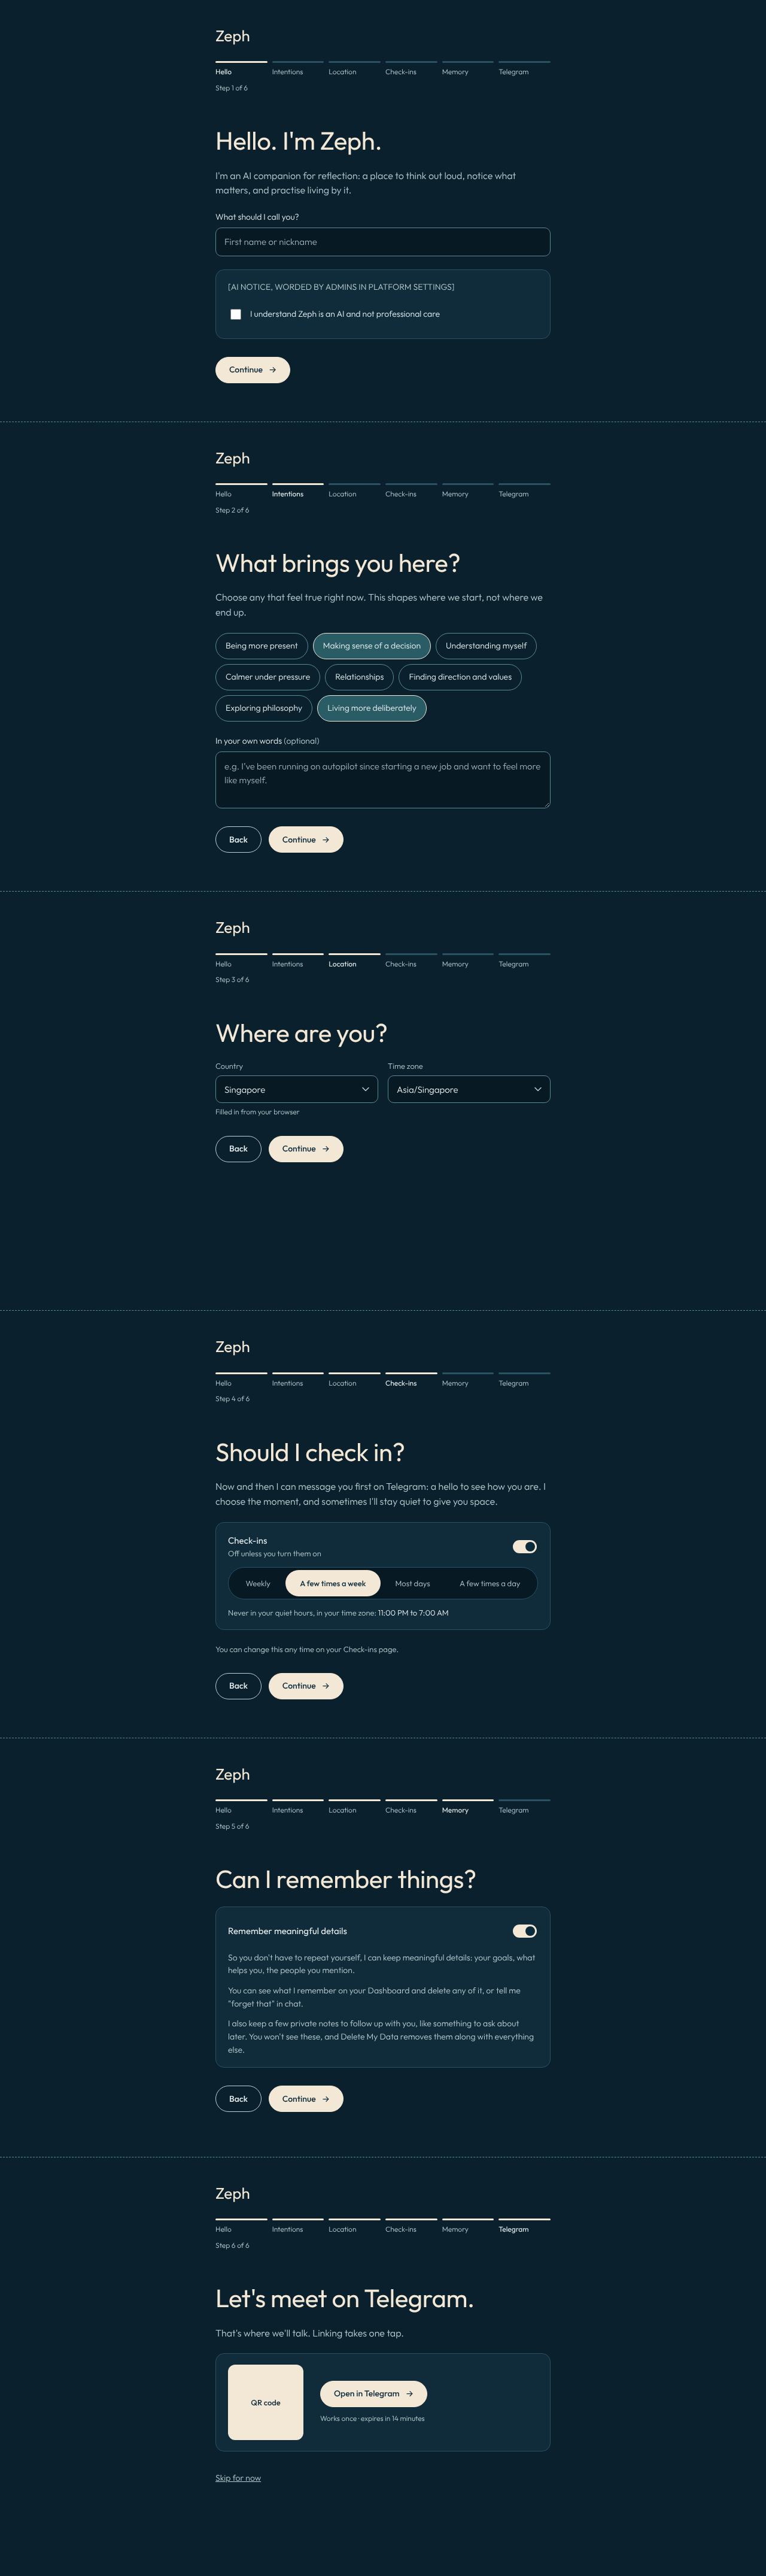 Zeph
Hello
Intentions
Location
Check-ins
Memory
Telegram
Step 1 of 6
Hello. I'm Zeph.
I'm an AI companion for reflection: a place to think out loud, notice what
matters, and practise living by it.
What should I call you?
First name or nickname
[AI NOTICE, WORDED BY ADMINS IN PLATFORM SETTINGS]
I understand Zeph is an AI and not professional care
Continue →
Zeph
Hello
Intentions
Location
Check-ins
Memory
Telegram
Step 2 of 6
What brings you here?
Choose any that feel true right now. This shapes where we start, not where we
end up.
Being more present
Making sense of a decision
Understanding myself
Calmer under pressure
Relationships
Finding direction and values
Exploring philosophy
Living more deliberately
In your own words (optional)
e.g. I've been running on autopilot since starting a new job and want to feel more
like myself.
Back
Continue →
Zeph
Hello
Intentions
Location
Check-ins
Memory
Telegram
Step 3 of 6
Where are you?
Country
Time zone
Singapore
Asia/Singapore
Filled in from your browser
Back
Continue →
Zeph
Hello
Intentions
Location
Check-ins
Memory
Telegram
Step 4 of 6
Should I check in?
Now and then I can message you first on Telegram: a hello to see how you are. I
choose the moment, and sometimes I'll stay quiet to give you space.
Check-ins
Off unless you turn them on
Weekly
A few times a week
Most days
A few times a day
Never in your quiet hours, in your time zone: 11:00 PM to 7:00 AM
You can change this any time on your Check-ins page.
Back
Continue →
Zeph
Hello
Intentions
Location
Check-ins
Memory
Telegram
Step 5 of 6
Can I remember things?
Remember meaningful details
So you don't have to repeat yourself, I can keep meaningful details: your goals, what
helps you, the people you mention.
You can see what I remember on your Dashboard and delete any of it, or tell me
"forget that" in chat.
I also keep a few private notes to follow up with you, like something to ask about
later. You won't see these, and Delete My Data removes them along with everything
else.
Back
Continue →
Zeph
Hello
Intentions
Location
Check-ins
Memory
Telegram
Step 6 of 6
Let's meet on Telegram.
That's where we'll talk. Linking takes one tap.
QR code
Open in Telegram →
Works once · expires in 14 minutes
Skip for now